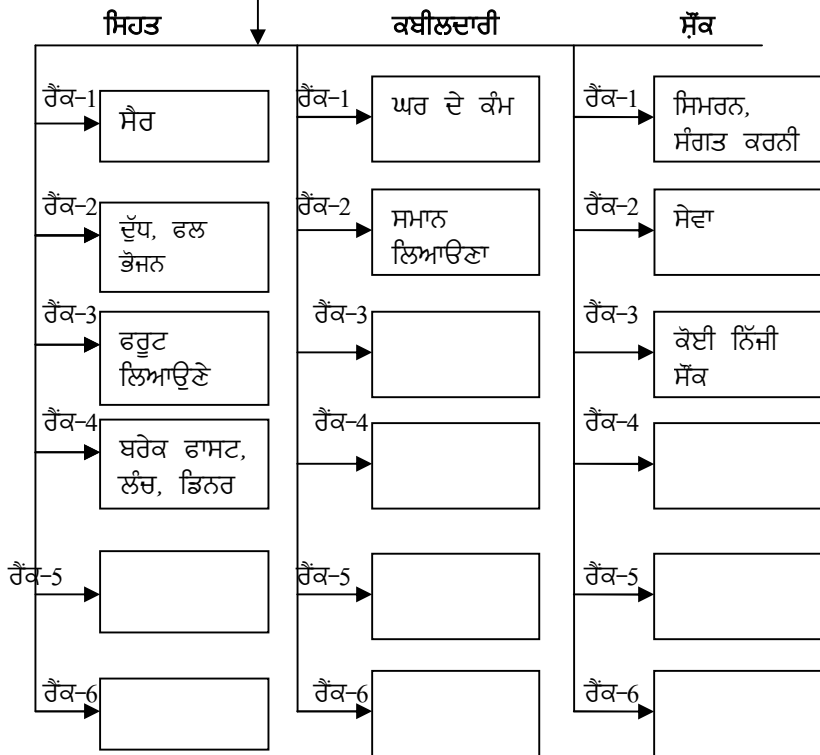 ਸਿਹਤ ਕਬੀਲਦਾਰੀ ਸ਼ੌਂਕ
ਰੈਂਕ-1 ਸੈਰ ਰੈਂਕ-1 ਘਰ ਦੇ ਕੰਮ ਰੈਂਕ-1 ਸਿਮਰਨ,
ਸੰਗਤ ਕਰਨੀ
ਰੈਂਕ-2 ਦੁੱਧ, ਫਲ ਰੈਂਕ-2 ਸਮਾਨ ਰੈਂਕ-2 ਸੇਵਾ
ਭੋਜਨ ਲਿਆਉਣਾ
ਰੈਂਕ-3 ਫਰੂਟ ਰੈਂਕ-3 ਰੈਂਕ-3 ਕੋਈ ਨਿੱਜੀ
ਲਿਆਉਣੇ ਸ਼ੌਂਕ
ਰੈਂਕ-4 ਬਰੇਕ ਫਾਸਟ, ਰੈਂਕ-4 ਰੈਂਕ-4
ਲੰਚ, ਡਿਨਰ
ਰੈਂਕ-5 ਰੈਂਕ-5 ਰੈਂਕ-5
ਰੈਂਕ-6 ਰੈਂਕ-6 ਰੈਂਕ-6